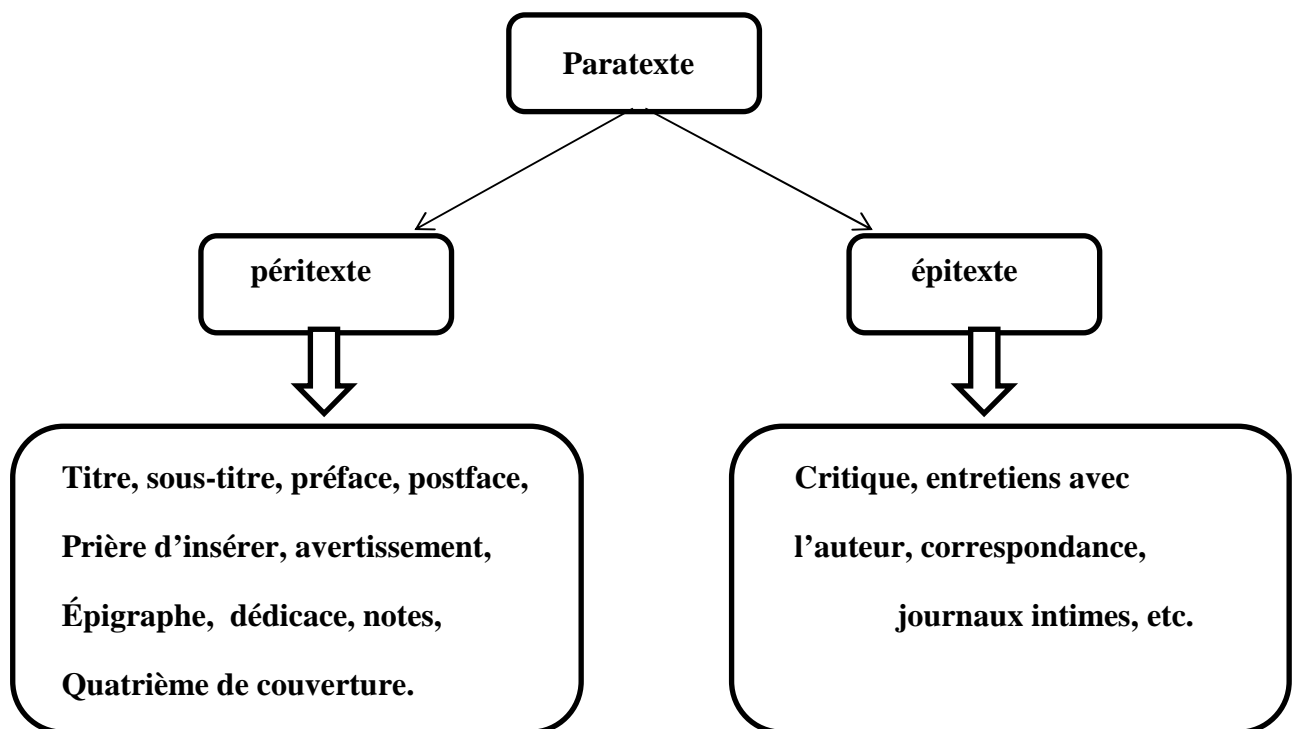 Paratexte
péritexte
épitexte
Titre, sous-titre, préface, postface,
Prière d’insérer, avertissement,
Épigraphe, dédicace, notes,
Quatrième de couverture.
Critique, entretiens avec
l’auteur, correspondance,
journaux intimes, etc.